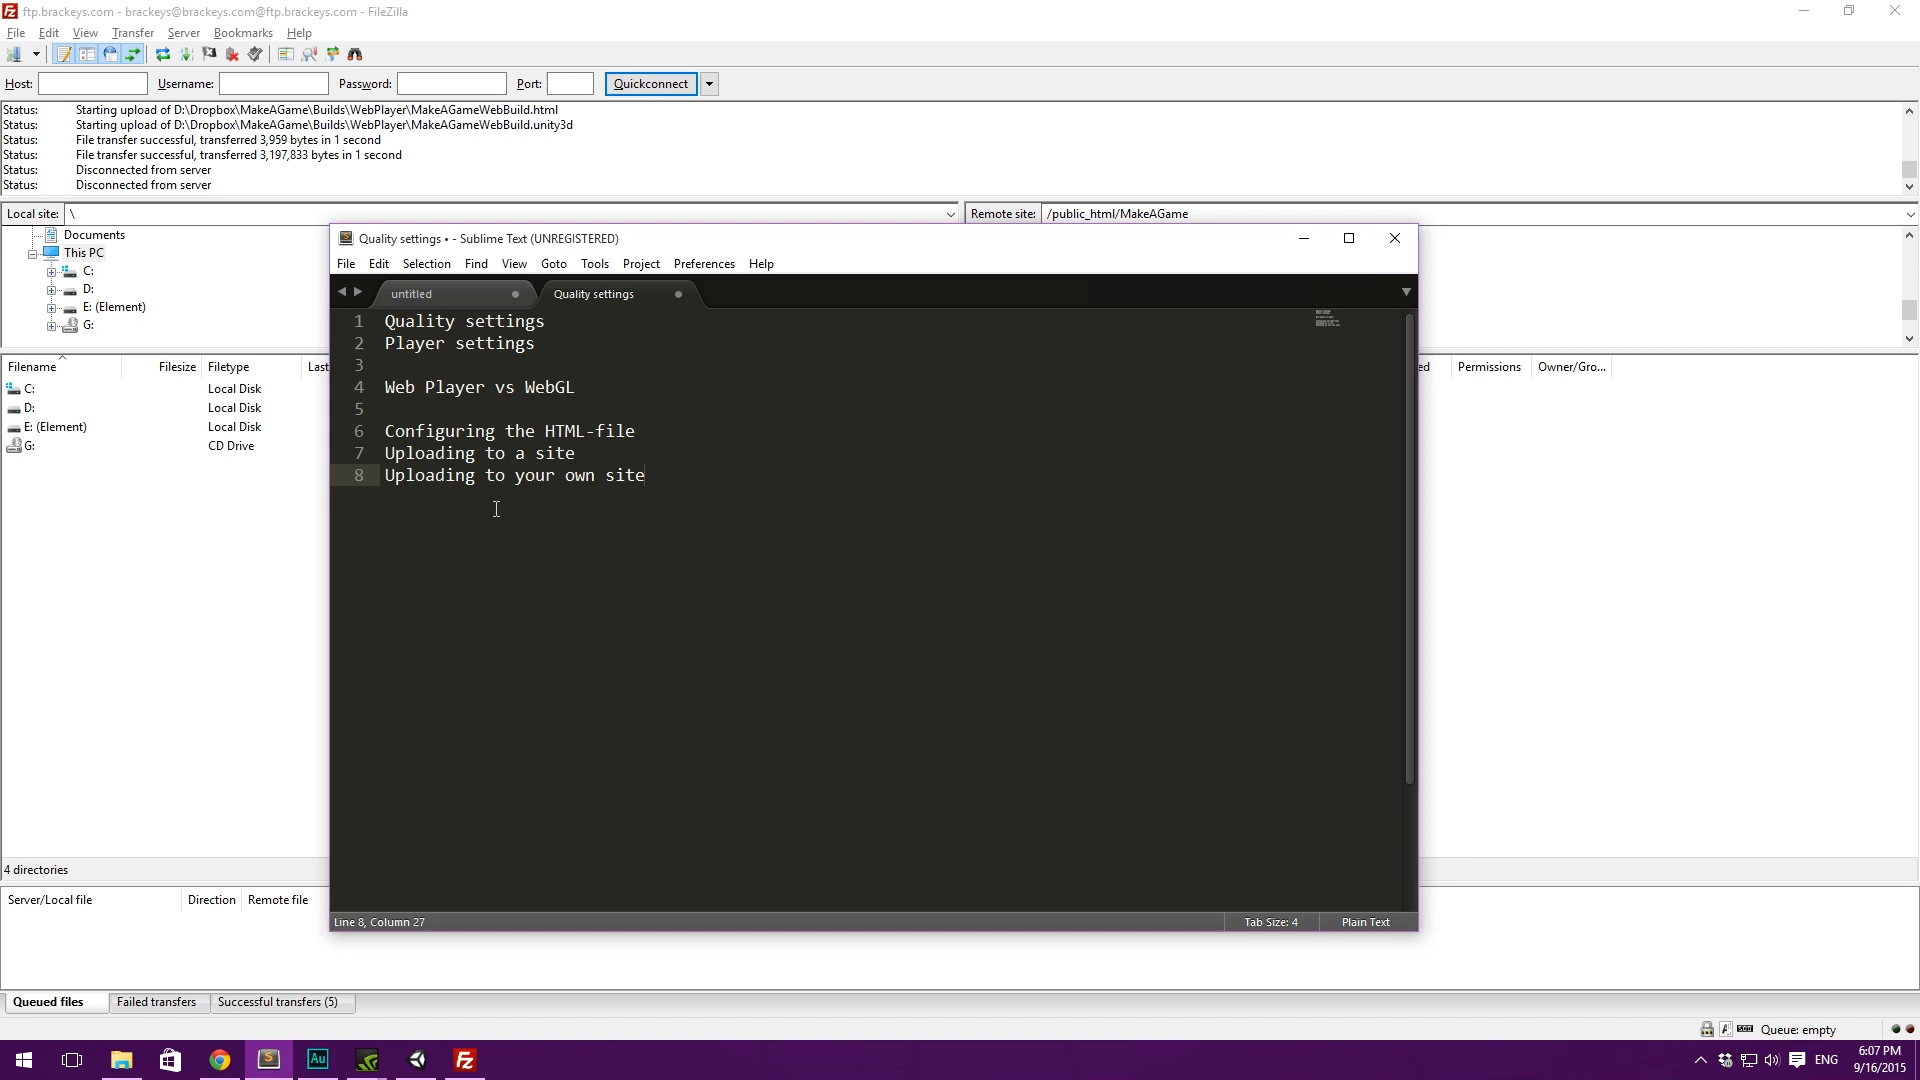 ftp.brackeys.com - brackeys@brackeys.com@ftp.brackeys.com - FileZilla
File Edit View Transfer Server Bookmarks Help
Host: Username: Password: Port: Quickconnect
Status: Starting upload of D:\Dropbox\MakeAGame\Builds\WebPlayer\MakeAGameWebBuild.html
Status: Starting upload of D:\Dropbox\MakeAGame\Builds\WebPlayer\MakeAGameWebBuild.unity3d
Status: File transfer successful, transferred 3,959 bytes in 1 second
Status: File transfer successful, transferred 3,197,833 bytes in 1 second
Status: Disconnected from server
Status: Disconnected from server
Local site: \
Remote site: /public_html/MakeAGame
Documents
This PC
C:
D:
E: (Element)
G:
Filename Filesize Filetype Last
C: Local Disk
D: Local Disk
E: (Element) Local Disk
G: CD Drive
4 directories
Server/Local file Direction Remote file
ed Permissions Owner/Gro...
Quality settings • - Sublime Text (UNREGISTERED)
File Edit Selection Find View Goto Tools Project Preferences Help
untitled Quality settings
1 Quality settings
2 Player settings
3
4 Web Player vs WebGL
5
6 Configuring the HTML-file
7 Uploading to a site
8 Uploading to your own site
Line 8, Column 27 Tab Size: 4 Plain Text
Queued files Failed transfers Successful transfers (5)
Queue: empty
S Au Fz
ENG
6:07 PM
9/16/2015